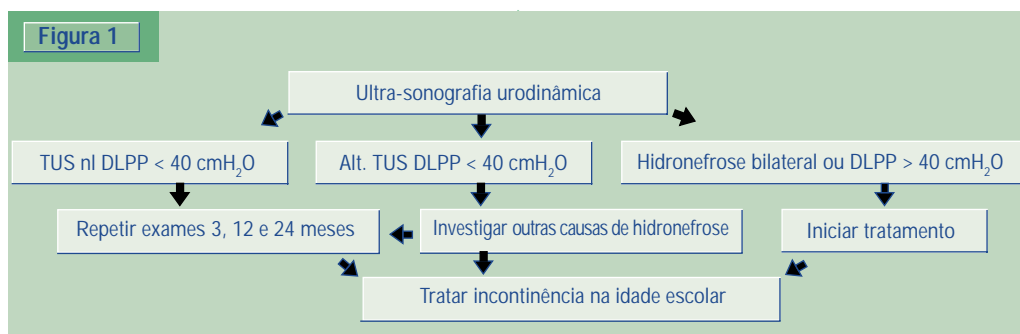 Figura 1
Ultra-sonografia urodinâmica
TUS nl DLPP < 40 cmH₂O
Alt. TUS DLPP < 40 cmH₂O
Hidronefrose bilateral ou DLPP > 40 cmH₂O
Repetir exames 3, 12 e 24 meses
Investigar outras causas de hidronefrose
Iniciar tratamento
Tratar incontinência na idade escolar